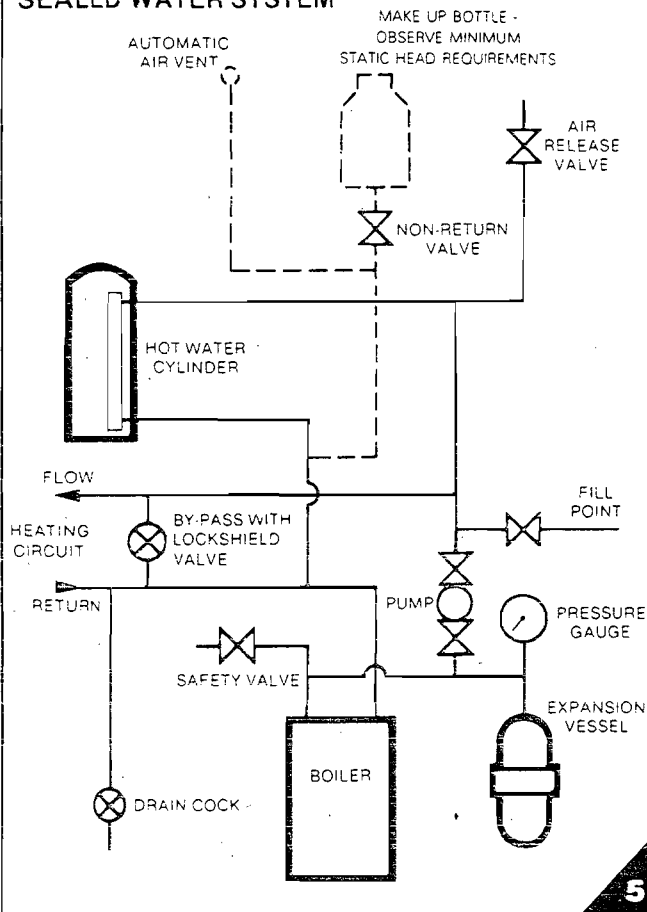 SEALED WATER SYSTEM
MAKE UP BOTTLE -
OBSERVE MINIMUM
STATIC HEAD REQUIREMENTS
AUTOMATIC
AIR VENT
AIR
RELEASE
VALVE
NON-RETURN
VALVE
HOT WATER
CYLINDER
FLOW
FILL
POINT
HEATING
CIRCUIT
BY-PASS WITH
LOCKSHIELD
VALVE
RETURN
PUMP
PRESSURE
GAUGE
SAFETY VALVE
EXPANSION
VESSEL
BOILER
DRAIN COCK
5